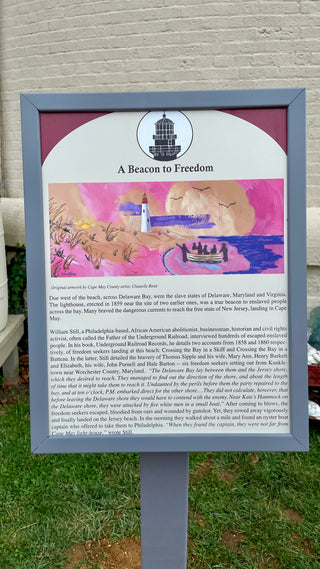 A Beacon to Freedom
Original artwork by Cape May County artist, Chanelle Rene
Due west of the beach, across Delaware Bay, were the slave states of Delaware, Maryland and Virginia.
The lighthouse, erected in 1859 near the site of two earlier ones, was a true beacon to enslaved people
across the bay. Many braved the dangerous currents to reach the free state of New Jersey, landing in Cape
May.
William Still, a Philadelphia-based, African American abolitionist, businessman, historian and civil rights
activist, often called the Father of the Underground Railroad, interviewed hundreds of escaped enslaved
people. In his book, Underground Railroad Records, he details two accounts from 1858 and 1860 respec-
tively, of freedom seekers landing at this beach: Crossing the Bay in a Skiff and Crossing the Bay in a
Batteau. In the latter, Still detailed the bravery of Thomas Sipple and his wife, Mary Ann, Henry Burkett
and Elizabeth, his wife, John Purnell and Hale Burton – six freedom seekers setting out from Kunkle-
town near Worcester County, Maryland. "The Delaware Bay lay between them and the Jersey shore,
which they desired to reach. They managed to find out the direction of the shore, and about the length
of time that it might take them to reach it. Undaunted by the perils before them the party repaired to the
bay, and at ten o'clock, P.M. embarked direct for the other shore.... They did not calculate, however, that
before leaving the Delaware shore they would have to contend with the enemy. Near Kate's Hammock on
the Delaware shore, they were attacked by five white men in a small boat." After coming to blows, the
freedom seekers escaped, bloodied from oars and wounded by gunshot. Yet, they rowed away vigorously
and finally landed on the Jersey beach. In the morning they walked about a mile and found an oyster boat
captain who offered to take them to Philadelphia. "When they found the captain, they were not far from
Cape May light house," wrote Still.